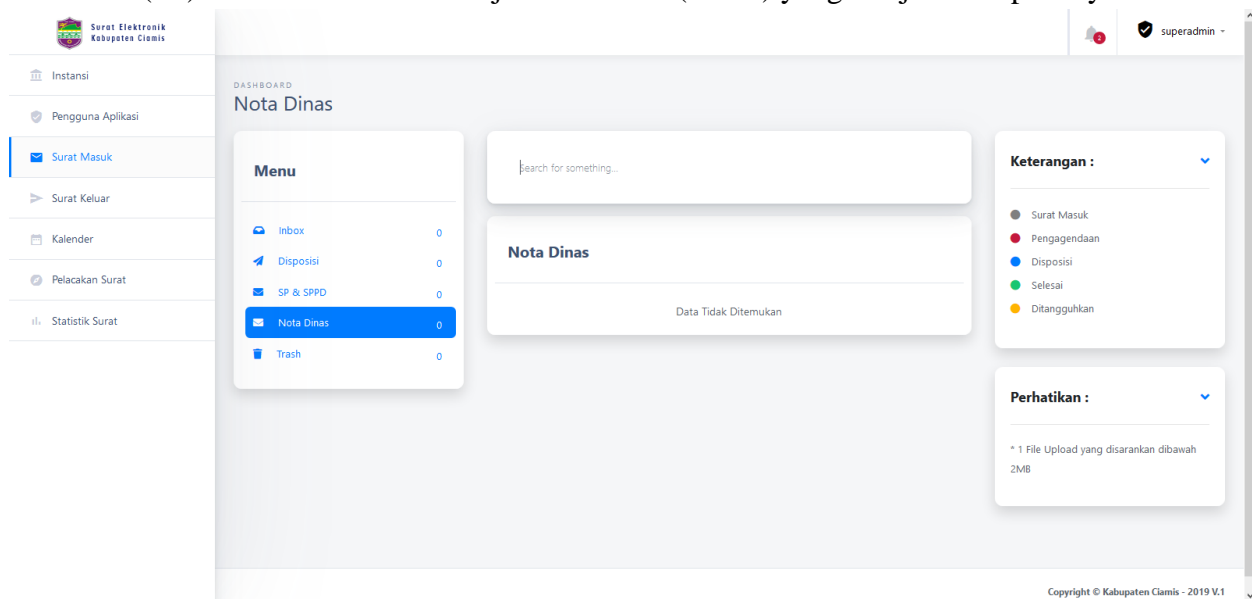 Surat Elektronik
Kabupaten Ciamis
2
superadmin
Instansi
Pengguna Aplikasi
Surat Masuk
Surat Keluar
Kalender
Pelacakan Surat
Statistik Surat
DASHBOARD
Nota Dinas
Menu
Inbox 0
Disposisi 0
SP & SPPD 0
Nota Dinas 0
Trash 0
Search for something...
Nota Dinas
Data Tidak Ditemukan
Keterangan :
Surat Masuk
Pengagendaan
Disposisi
Selesai
Ditangguhkan
Perhatikan :
* 1 File Upload yang disarankan dibawah
2MB
Copyright © Kabupaten Ciamis - 2019 V.1